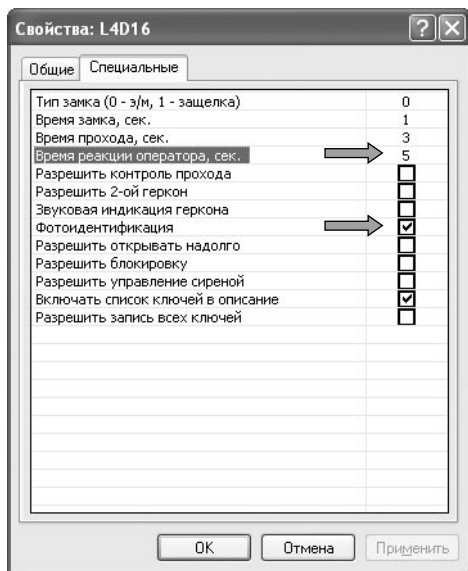 Свойства: L4D16
Общие Специальные
Тип замка (0 - э/м, 1 - защелка) 0
Время замка, сек. 1
Время прохода, сек. 3
Время реакции оператора, сек. 5
Разрешить контроль прохода
Разрешить 2-ой геркон
Звуковая индикация геркона
Фотоидентификация
Разрешить открывать надолго
Разрешить блокировку
Разрешить управление сиреной
Включать список ключей в описание
Разрешить запись всех ключей
OK Отмена Применить